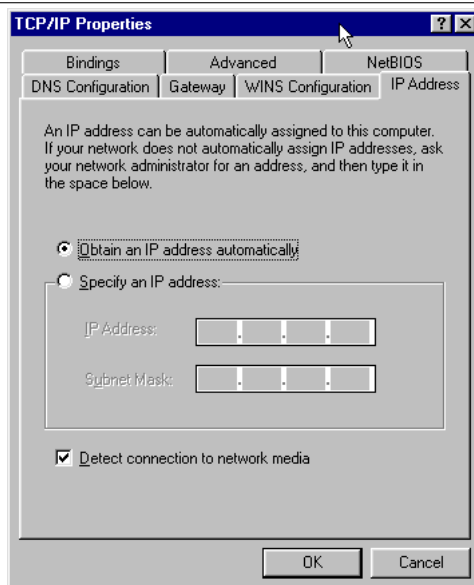 TCP/IP Properties
Bindings Advanced NetBIOS
DNS Configuration Gateway WINS Configuration IP Address
An IP address can be automatically assigned to this computer.
If your network does not automatically assign IP addresses, ask
your network administrator for an address, and then type it in
the space below.
Obtain an IP address automatically
Specify an IP address:
IP Address:
Subnet Mask:
Detect connection to network media
OK Cancel